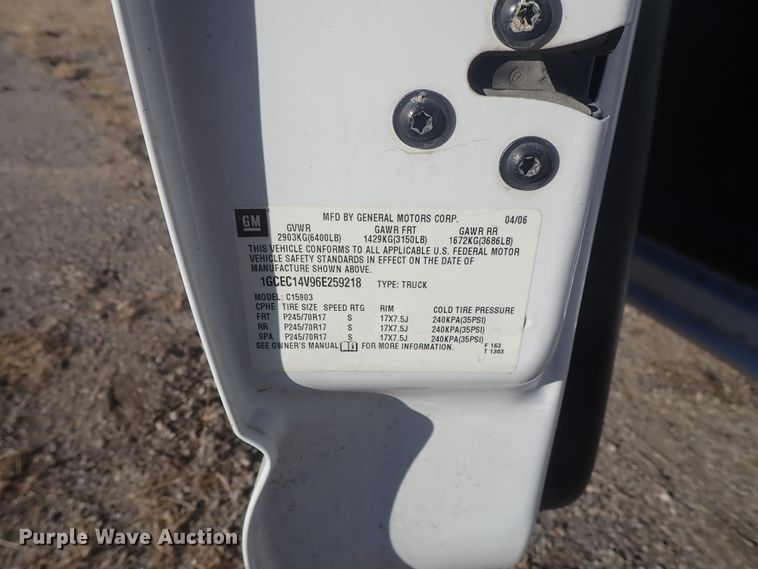 GM
MFD BY GENERAL MOTORS CORP. 04/06
GVWR GAWR FRT GAWR RR
2903KG(6400LB) 1429KG(3150LB) 1672KG(3686LB)
THIS VEHICLE CONFORMS TO ALL APPLICABLE U.S. FEDERAL MOTOR
VEHICLE SAFETY STANDARDS IN EFFECT ON THE DATE OF
MANUFACTURE SHOWN ABOVE.
1GCEC14V96E259218 TYPE: TRUCK
MODEL: C15903
CPHE TIRE SIZE SPEED RTG RIM COLD TIRE PRESSURE
FRT P245/70R17 S 17X7.5J 240KPA(35PSI)
RR P245/70R17 S 17X7.5J 240KPA(35PSI)
SPA P245/70R17 S 17X7.5J 240KPA(35PSI)
SEE OWNER'S MANUAL FOR MORE INFORMATION.
F 163
T 1303
Purple Wave Auction